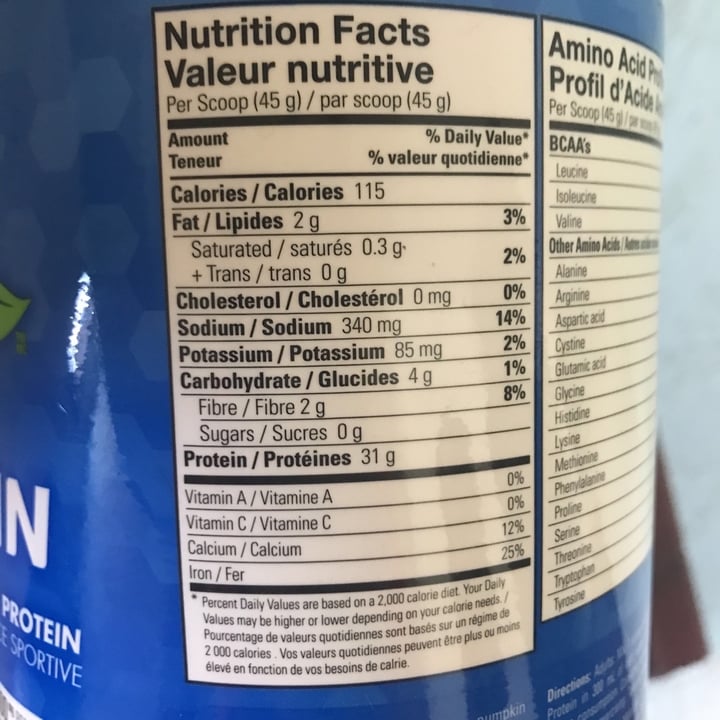 Nutrition Facts
Valeur nutritive
Per Scoop (45 g) / par scoop (45 g)
Amount % Daily Value*
Teneur % valeur quotidienne*
Calories / Calories 115
Fat / Lipides 2 g 3%
Saturated / saturés 0.3 g
+ Trans / trans 0 g 2%
Cholesterol / Cholestérol 0 mg 0%
Sodium / Sodium 340 mg 14%
Potassium / Potassium 85 mg 2%
Carbohydrate / Glucides 4 g 1%
Fibre / Fibre 2 g 8%
Sugars / Sucres 0 g
Protein / Protéines 31 g
Vitamin A / Vitamine A 0%
Vitamin C / Vitamine C 0%
Calcium / Calcium 12%
Iron / Fer 25%
* Percent Daily Values are based on a 2,000 calorie diet. Your Daily
Values may be higher or lower depending on your calorie needs. /
Pourcentage de valeurs quotidiennes sont basés sur un régime de
2 000 calories . Vos valeurs quotidiennes peuvent être plus ou moins
élevé en fonction de vos besoins de calrie.
Amino Acid
Profil d'Acide
Per Scoop (45 g) /
BCAA's
Leucine
Isoleucine
Valine
Other Amino Acids /
Alanine
Arginine
Aspartic acid
Cystine
Glutamic acid
Glycine
Histidine
Lysine
Methionine
Phenylalanine
Proline
Serine
Threonine
Tryptophan
Tyrosine
Directions:
Protein in 300 mL
IN
PROTEIN
E SPORTIVE
Pumpkin